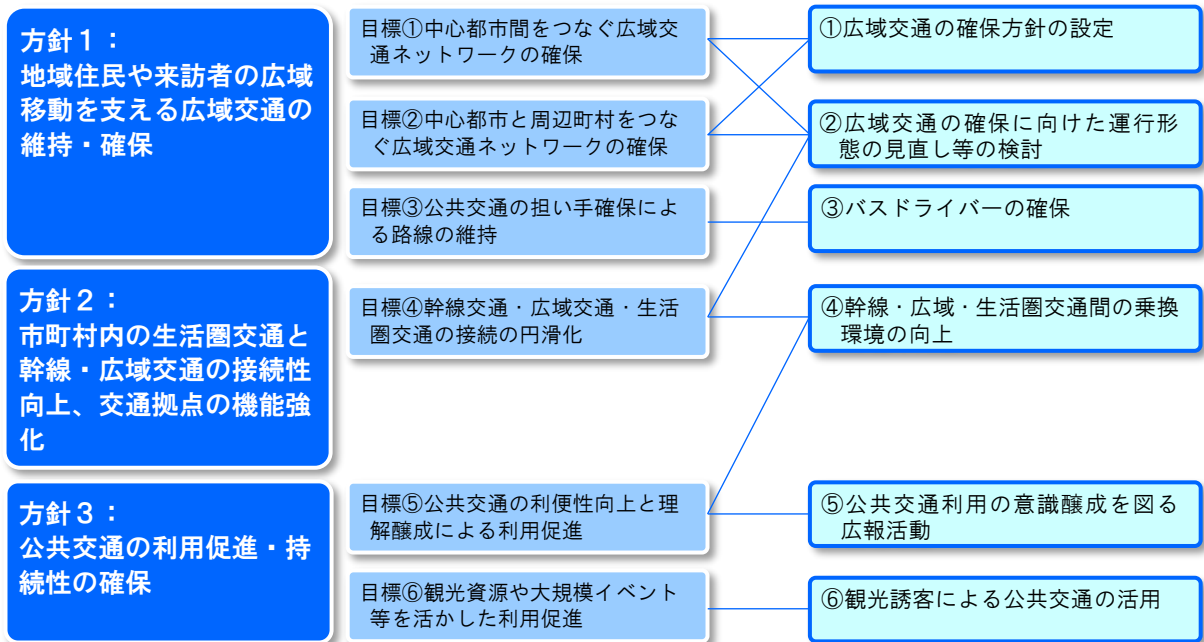 方針１：
地域住民や来訪者の広域
移動を支える広域交通の
維持・確保
目標①中心都市間をつなぐ広域交
通ネットワークの確保
目標②中心都市と周辺町村をつな
ぐ広域交通ネットワークの確保
目標③公共交通の担い手確保によ
る路線の維持
①広域交通の確保方針の設定
②広域交通の確保に向けた運行形
態の見直し等の検討
③バスドライバーの確保
方針２：
市町村内の生活圏交通と
幹線・広域交通の接続性
向上、交通拠点の機能強
化
目標④幹線交通・広域交通・生活
圏交通の接続の円滑化
④幹線・広域・生活圏交通間の乗換
環境の向上
方針３：
公共交通の利用促進・持
続性の確保
目標⑤公共交通の利便性向上と理
解醸成による利用促進
目標⑥観光資源や大規模イベント
等を活かした利用促進
⑤公共交通利用の意識醸成を図る
広報活動
⑥観光誘客による公共交通の活用